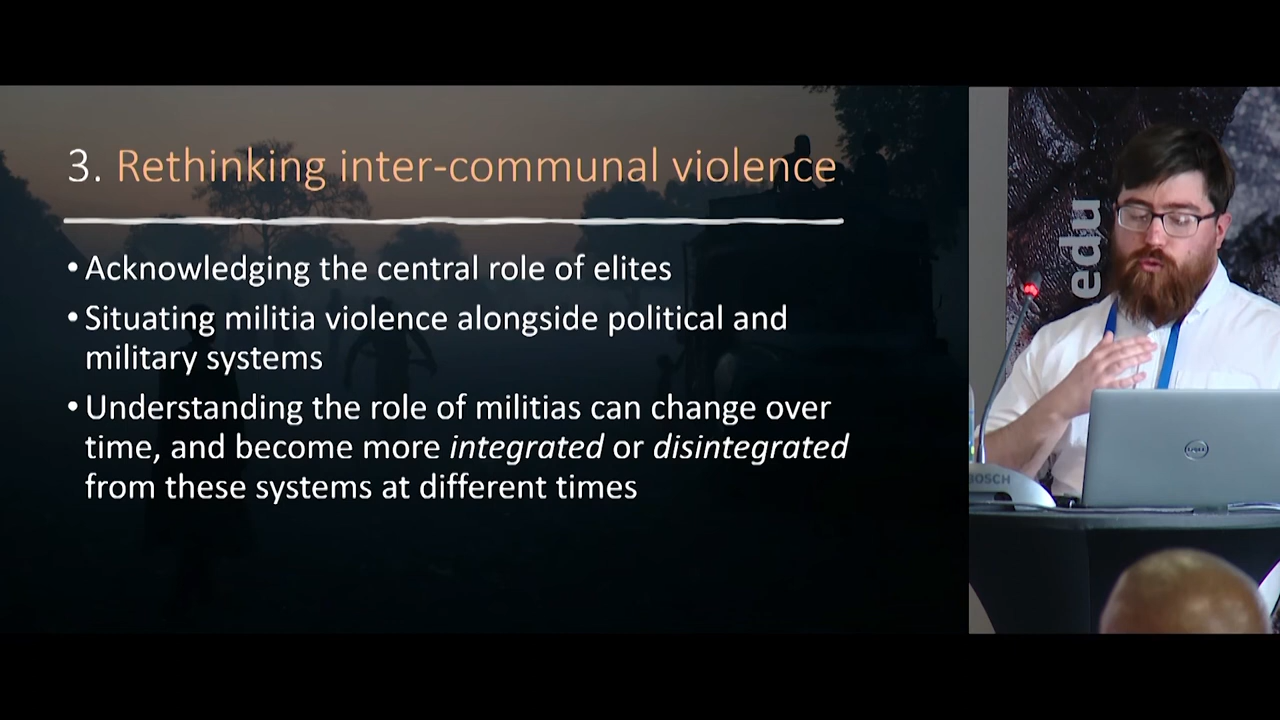 3. Rethinking inter-communal violence
• Acknowledging the central role of elites
• Situating militia violence alongside political and
military systems
• Understanding the role of militias can change over
time, and become more integrated or disintegrated
from these systems at different times
edu
DELL
BOSCH